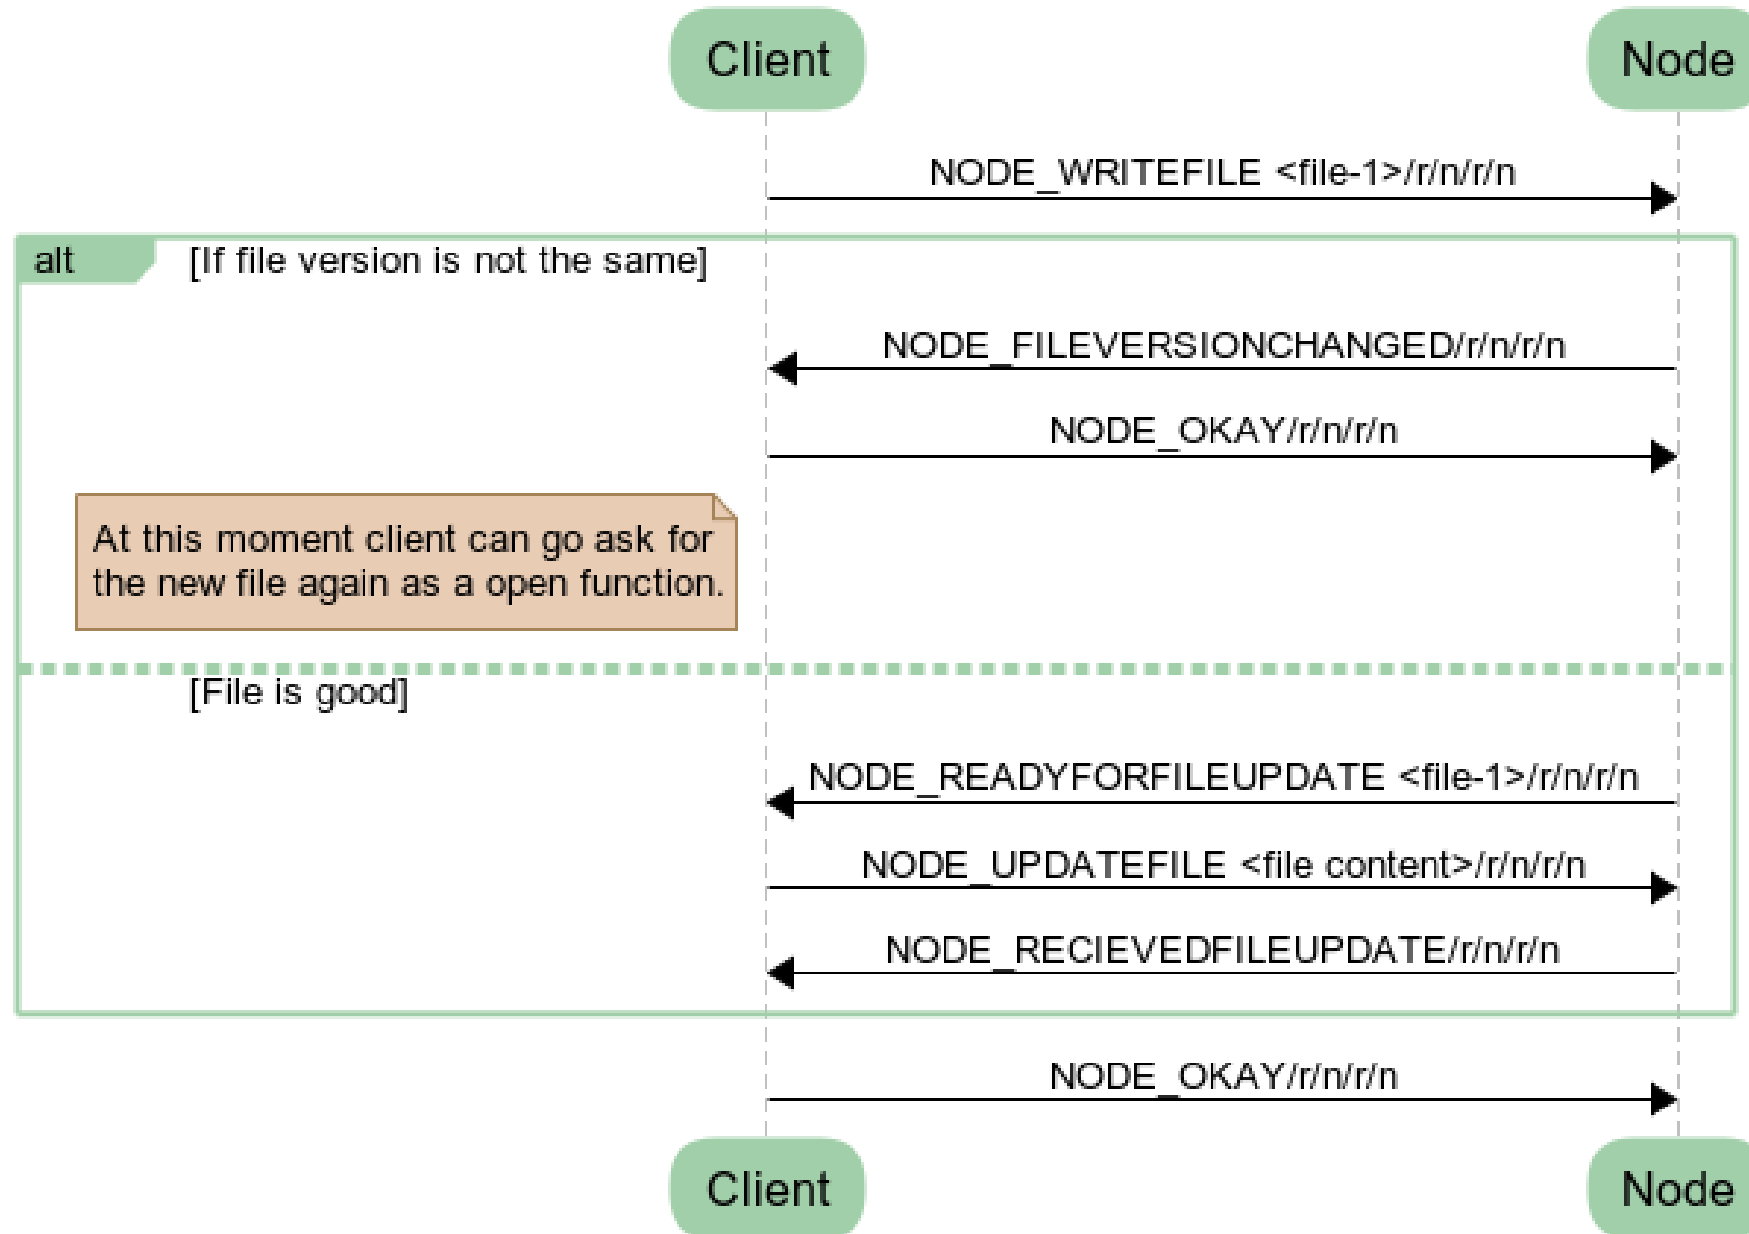 Client
Node
NODE_WRITEFILE <file-1>/r/n/r/n
alt
[If file version is not the same]
NODE_FILEVERSIONCHANGED/r/n/r/n
NODE_OKAY/r/n/r/n
At this moment client can go ask for
the new file again as a open function.
[File is good]
NODE_READYFORFILEUPDATE <file-1>/r/n/r/n
NODE_UPDATEFILE <file content>/r/n/r/n
NODE_RECIEVEDFILEUPDATE/r/n/r/n
NODE_OKAY/r/n/r/n
Client
Node